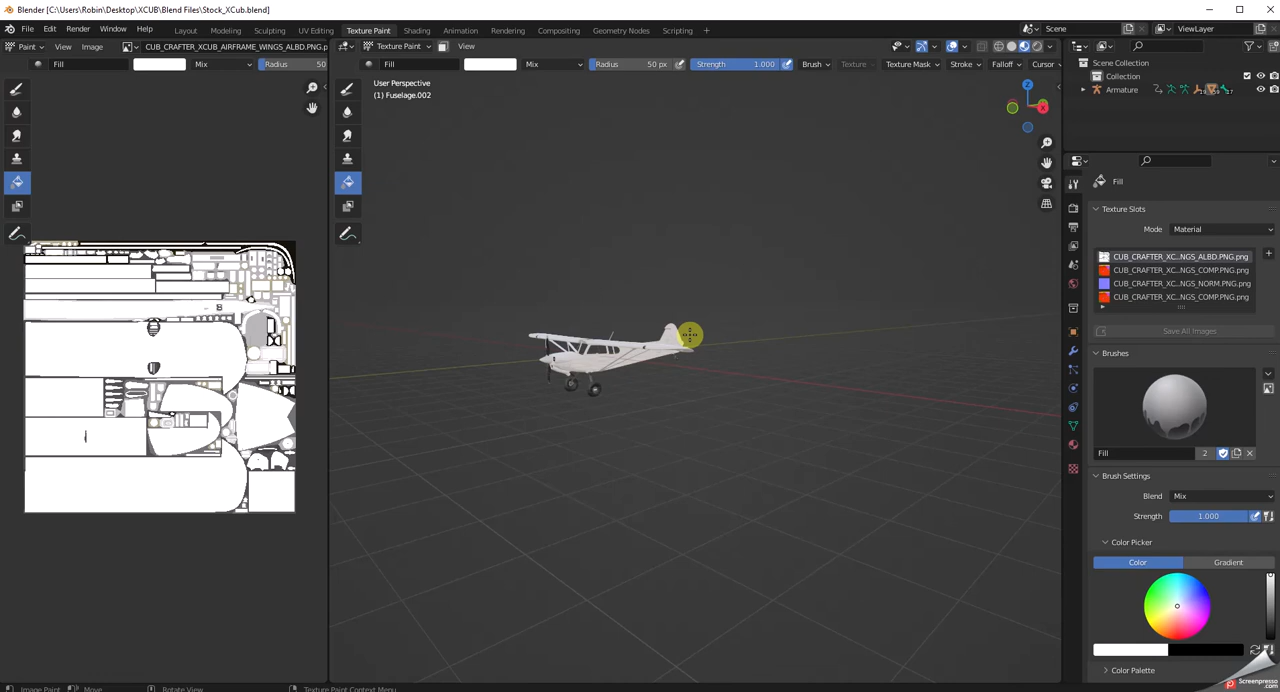 Blender [C:\Users\Robin\Desktop\XCUB\Blend Files\Stock_XCub.blend]
File Edit Render Window Help Layout Modeling Sculpting UV Editing Texture Paint Shading Animation Rendering Compositing Geometry Nodes Scripting + Scene ViewLayer
Paint View Image CUB_CRAFTER_XCUB_AIRFRAME_WINGS_ALBD.PNG.p Texture Paint View
Fill Mix Radius 50 Fill Mix Radius 50 px Strength 1.000 Brush Texture Texture Mask Stroke Falloff Cursor
Scene Collection
Collection
Armature
User Perspective
(1) Fuselage.002
Z
X
Fill
Texture Slots
Mode Material
CUB_CRAFTER_XC...NGS_ALBD.PNG.png
CUB_CRAFTER_XC...NGS_COMP.PNG.png
CUB_CRAFTER_XC...NGS_NORM.PNG.png
CUB_CRAFTER_XC...NGS_COMP.PNG.png
Save All Images
Brushes
Fill 2
Brush Settings
Blend Mix
Strength 1.000
Color Picker
Color Gradient
Color Palette
Image Paint Move Rotate View Texture Paint Context Menu
Screenpresso
.com